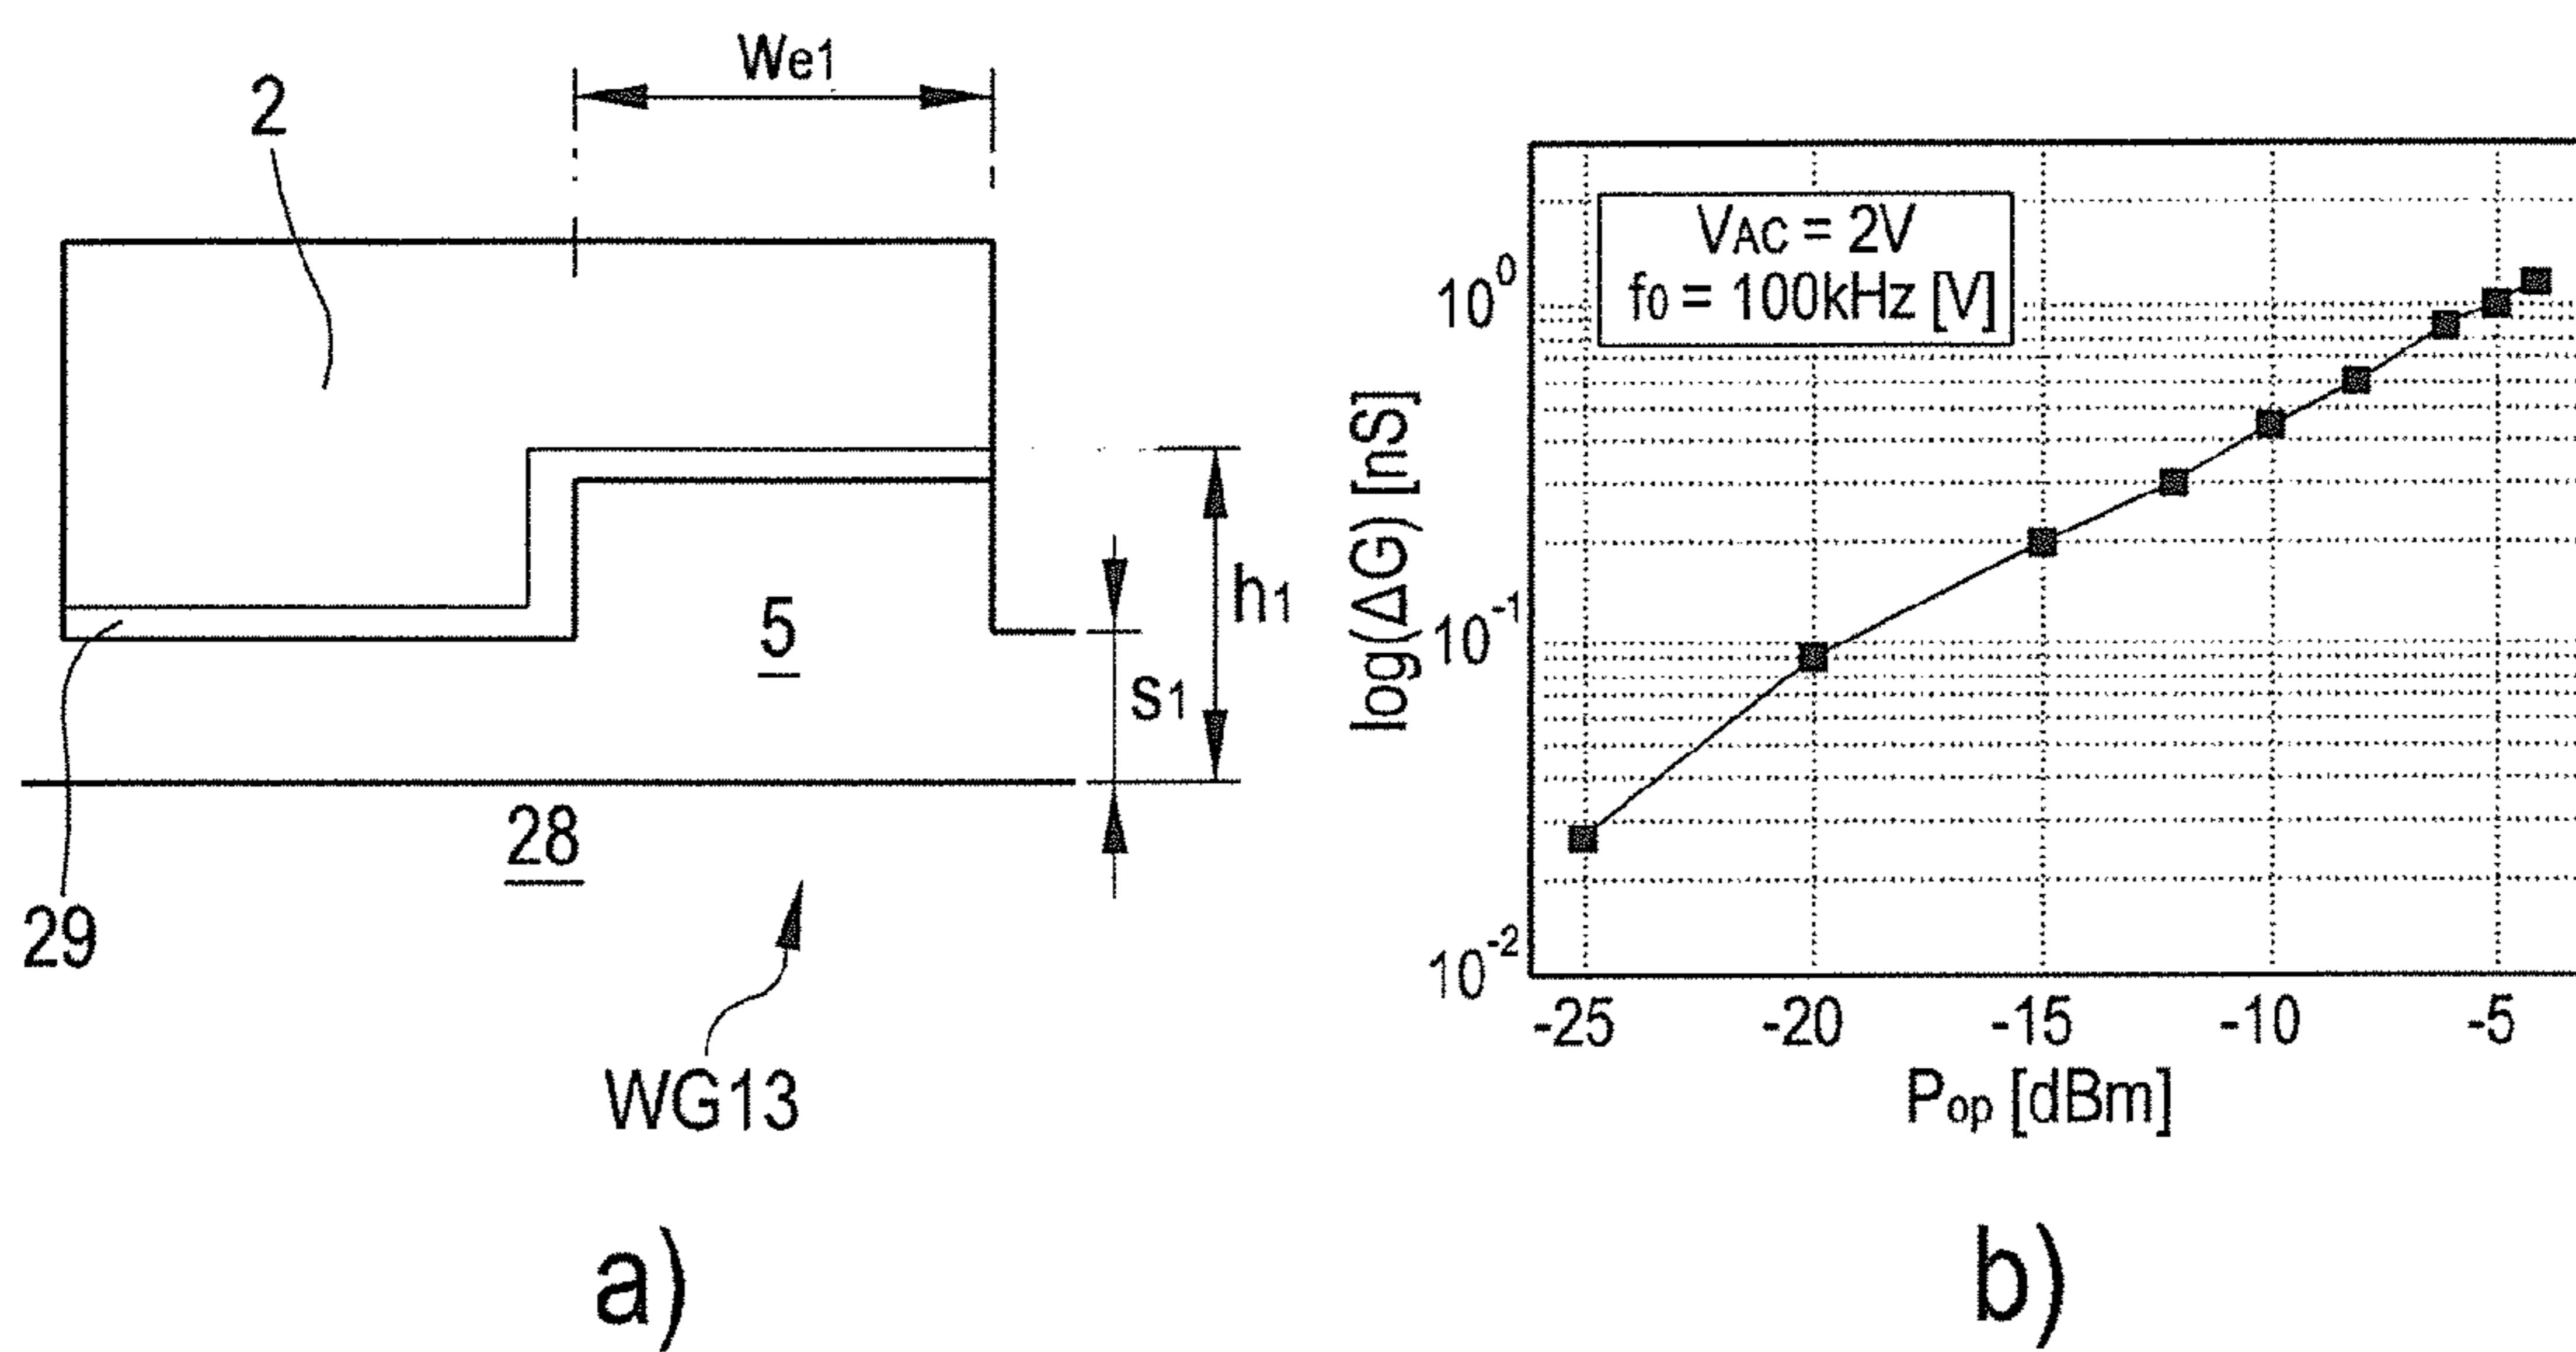 We1
2
h1
5
S1
28
29
WG13
a)
VAC = 2V
f0 = 100kHz [V]
10^0
10^-1
10^-2
log(ΔG) [nS]
-25 -20 -15 -10 -5
Pop [dBm]
b)